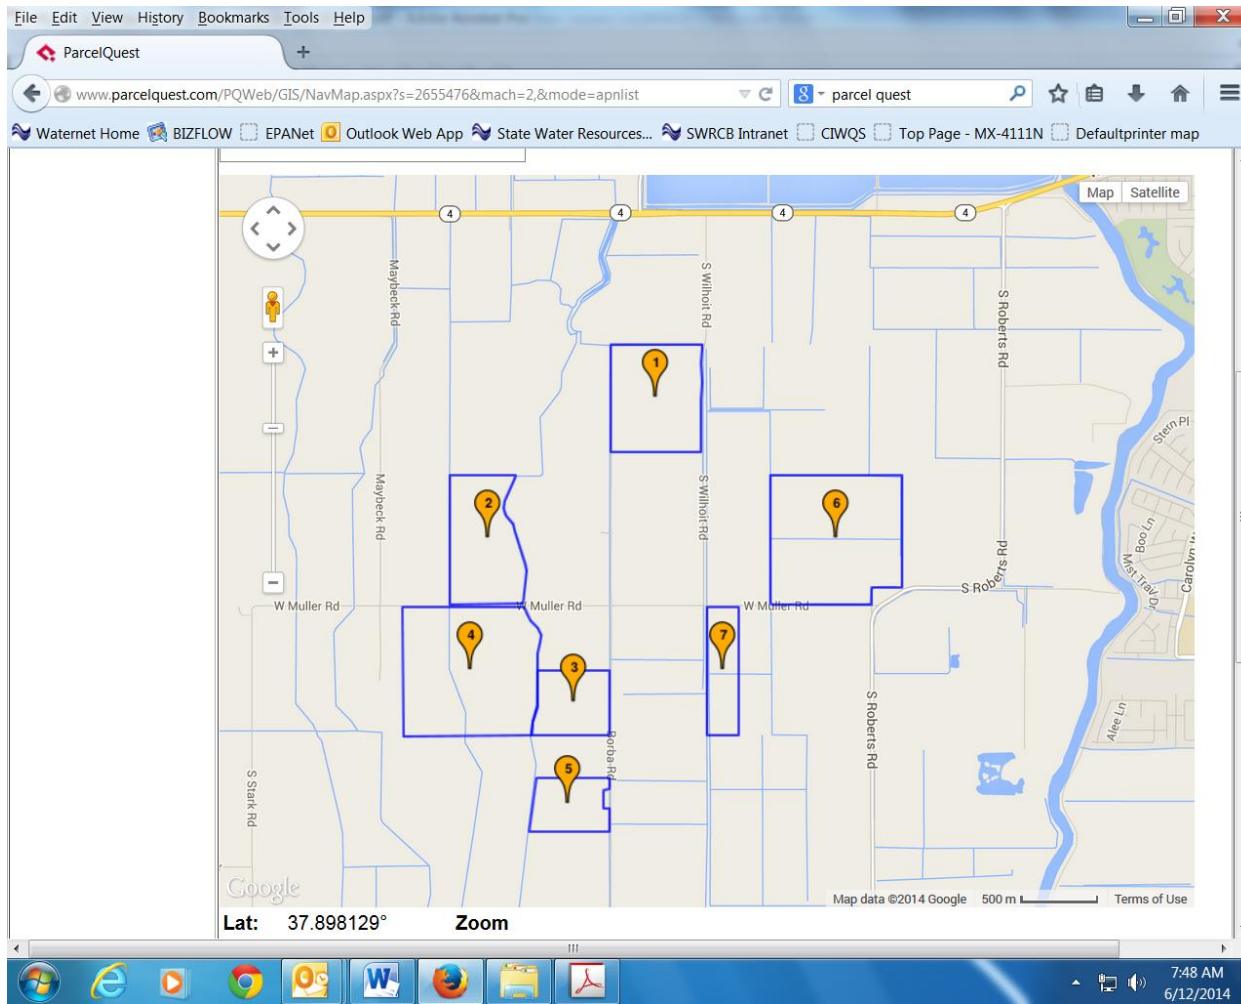 File Edit View History Bookmarks Tools Help
ParcelQuest +
www.parcelquest.com/PQWeb/GIS/NavMap.aspx?s=2655476&mach=2,&mode=apnlist
8 parcel quest
Waternet Home BIZFLOW EPANet Outlook Web App State Water Resources... SWRCB Intranet CIWQS Top Page - MX-4111N Defaultprinter map
Map Satellite
4 4 4 4
Maybeck Rd
S Wilhoit Rd
S Roberts Rd
1
Stern Pl
Maybeck Rd
2
S Wilhoit Rd
6
Boo Ln
S Roberts Rd
Mist Trav Dr
Carolyn W
W Muller Rd
W Muller Rd
W Muller Rd
4
7
3
S Roberts Rd
Alee Ln
Borba Rd
5
S Stark Rd
Google
Map data ©2014 Google 500 m Terms of Use
Lat: 37.898129° Zoom
7:48 AM
6/12/2014